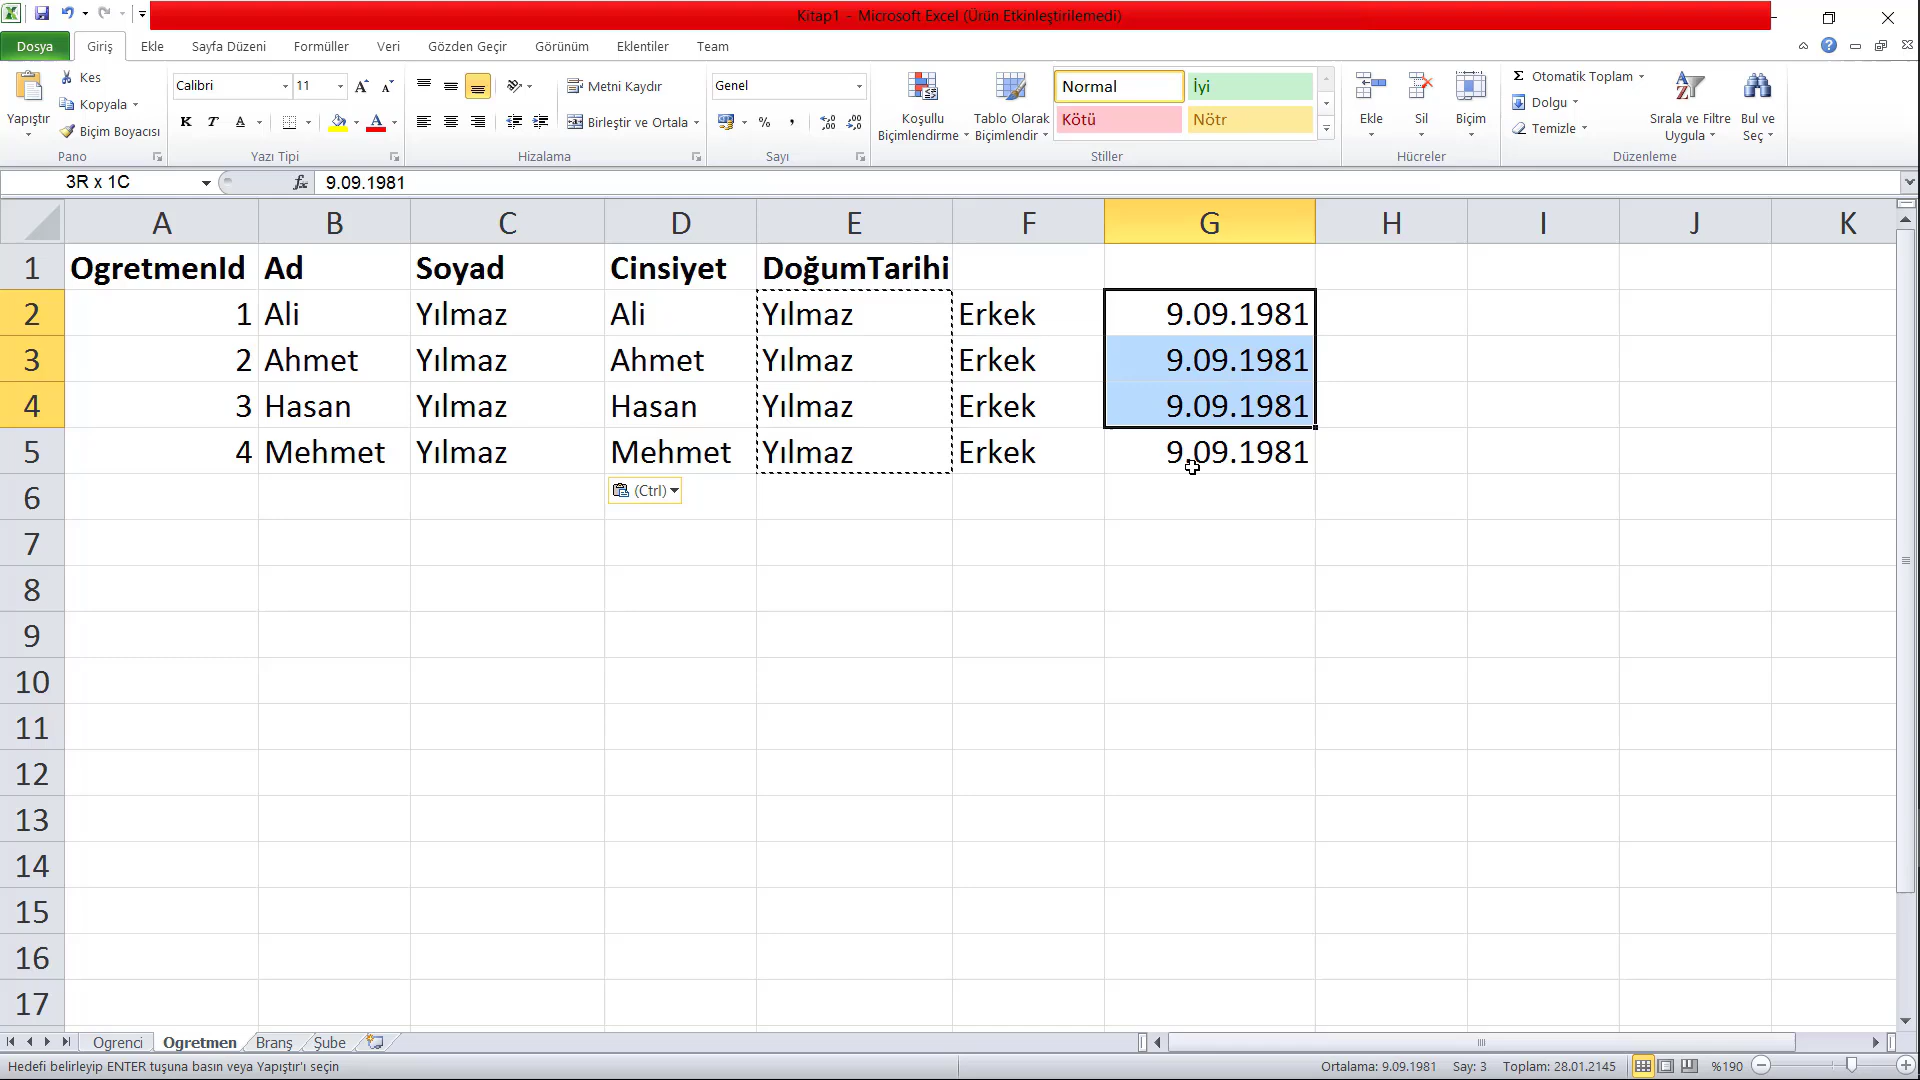 Kitap1 - Microsoft Excel (Ürün Etkinleştirilemedi)
Dosya Giriş Ekle Sayfa Düzeni Formüller Veri Gözden Geçir Görünüm Eklentiler Team
Yapıştır Kes Kopyala Biçim Boyacısı Pano
Calibri 11 K T A Yazı Tipi
Metni Kaydır Birleştir ve Ortala Hizalama
Genel % , Sayı
Koşullu Biçimlendirme Tablo Olarak Biçimlendir Normal İyi Kötü Nötr Stiller
Ekle Sil Biçim Hücreler
Σ Otomatik Toplam Dolgu Temizle Sırala ve Filtre Uygula Bul ve Seç Düzenleme
3R x 1C fx 9.09.1981
A B C D E F G H I J K
1 OgretmenId Ad Soyad Cinsiyet DoğumTarihi
2 1 Ali Yılmaz Ali Yılmaz Erkek 9.09.1981
3 2 Ahmet Yılmaz Ahmet Yılmaz Erkek 9.09.1981
4 3 Hasan Yılmaz Hasan Yılmaz Erkek 9.09.1981
5 4 Mehmet Yılmaz Mehmet Yılmaz Erkek 9.09.1981
6 (Ctrl)
7
8
9
10
11
12
13
14
15
16
17
Ogrenci Ogretmen Branş Şube
Hedefi belirleyip ENTER tuşuna basın veya Yapıştır'ı seçin Ortalama: 9.09.1981 Say: 3 Toplam: 28.01.2145 %190